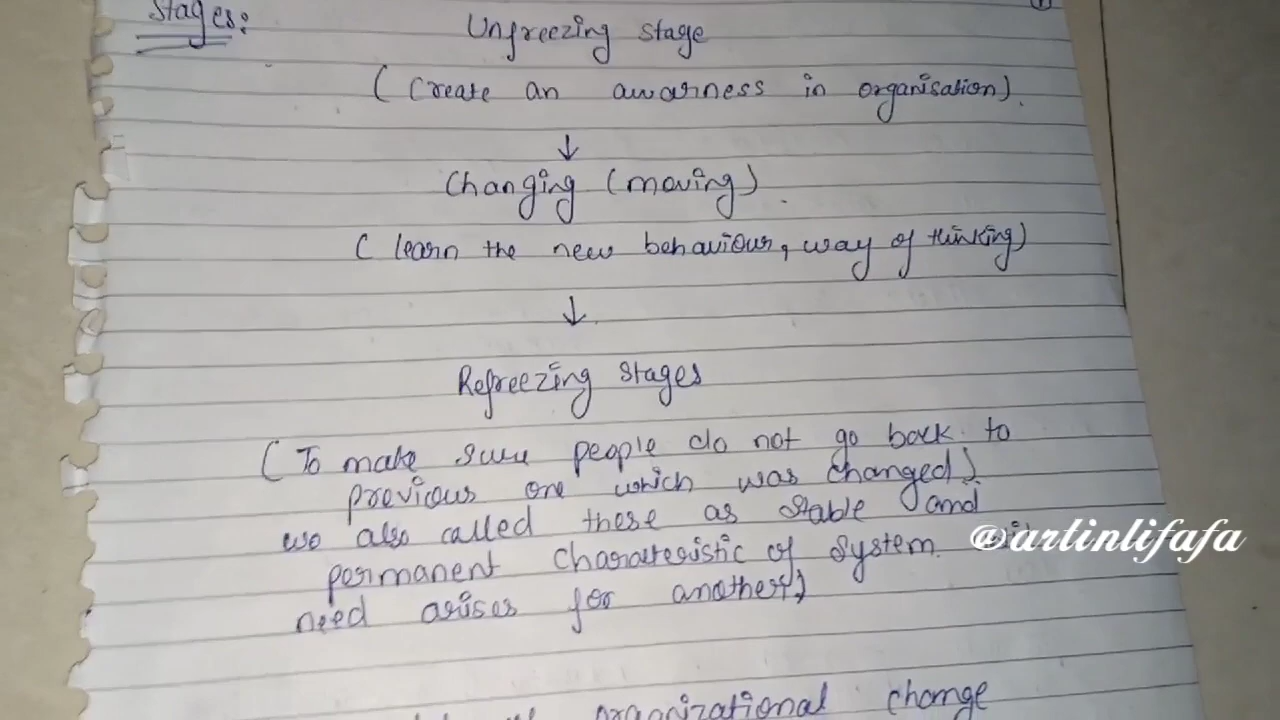 Stages:
Unfreezing stage
(Create an awarness in organisation).
↓
Changing (moving).
(learn the new behaviour, way of thinking)
↓
Refreezing stages
(To make sure people do not go back to
previous one which was changed).
we also called these as stable and
permanent characteristic of system.
need arises for another)
@artinlifafa
organizational change